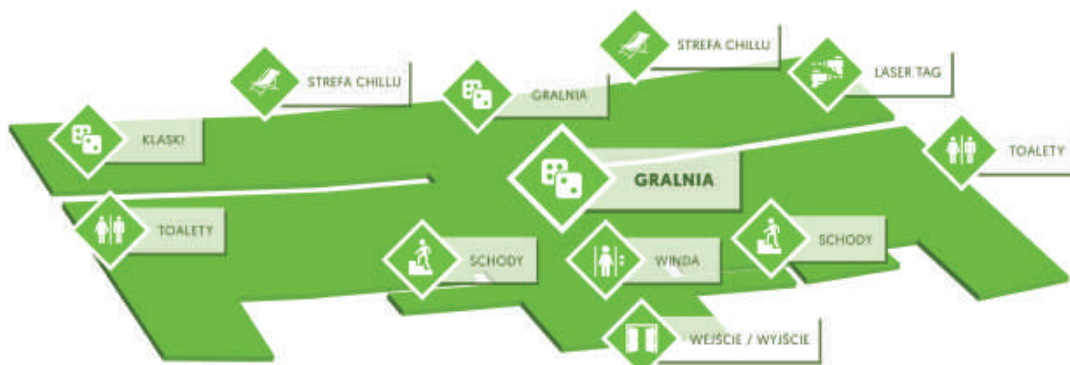 STREFA CHILLU
STREFA CHILLU
LASER TAG
GRALNIA
KLASKI
TOALETY
GRALNIA
TOALETY
SCHODY
SCHODY
WINDA
WEJŚCIE / WYJŚCIE